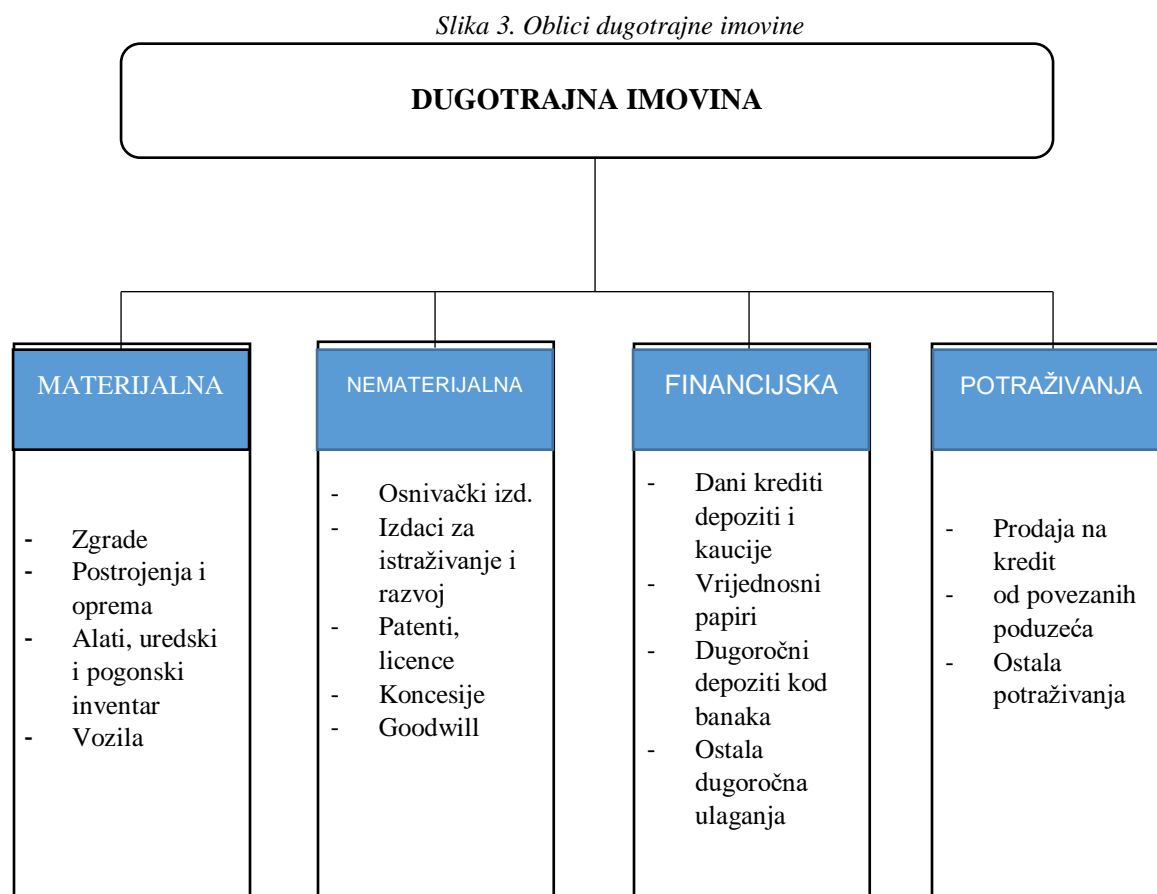 Slika 3. Oblici dugotrajne imovine
DUGOTRAJNA IMOVINA
MATERIJALNA
- Zgrade
- Postrojenja i
oprema
- Alati, uredski
i pogonski
inventar
- Vozila
NEMATERIJALNA
- Osnivački izd.
- Izdaci za
istraživanje i
razvoj
- Patenti,
licence
- Koncesije
- Goodwill
FINANCIJSKA
- Dani krediti
depoziti i
kaucije
- Vrijednosni
papiri
- Dugoročni
depoziti kod
banaka
- Ostala
dugoročna
ulaganja
POTRAŽIVANJA
- Prodaja na
kredit
- od povezanih
poduzeća
- Ostala
potraživanja